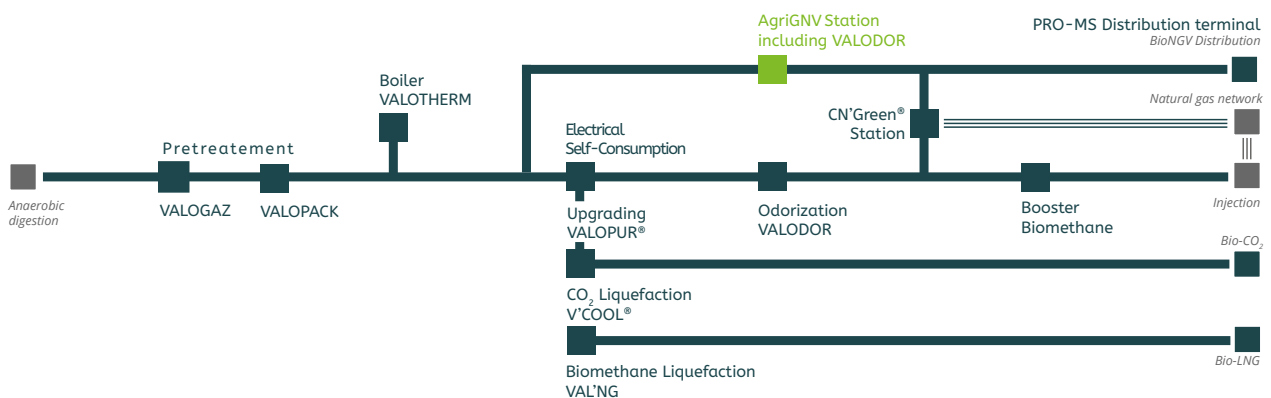 AgriGNV Station
including VALODOR
PRO-MS Distribution terminal
BioNGV Distribution
Boiler
VALOTHERM
Natural gas network
CN'Green®
Station
Electrical
Self-Consumption
Pretreatement
Anaerobic
digestion
VALOGAZ
VALOPACK
Upgrading
VALOPUR®
Odorization
VALODOR
Booster
Biomethane
Injection
Bio-CO₂
CO₂ Liquefaction
V'COOL®
Bio-LNG
Biomethane Liquefaction
VAL'NG